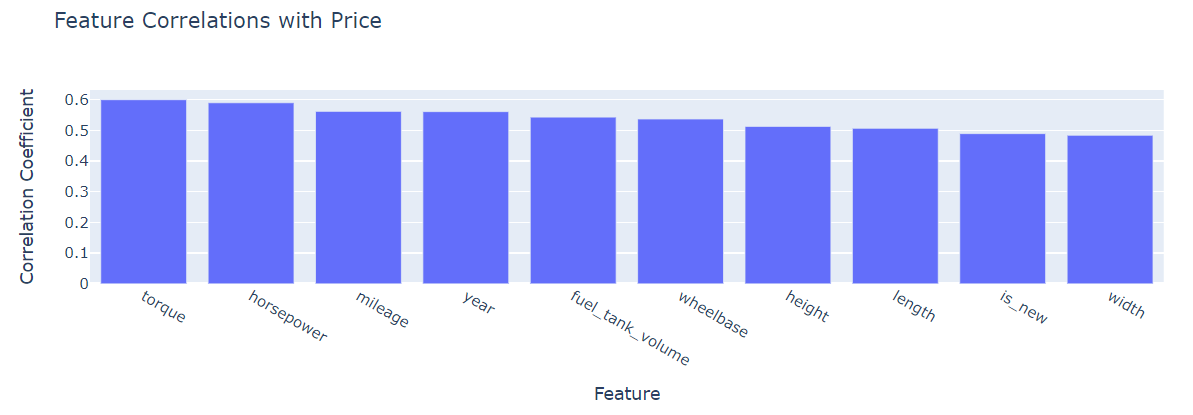 Feature Correlations with Price
Correlation Coefficient
0.6
0.5
0.4
0.3
0.2
0.1
0
torque
horsepower
mileage
year
fuel_tank_volume
wheelbase
height
length
is_new
width
Feature